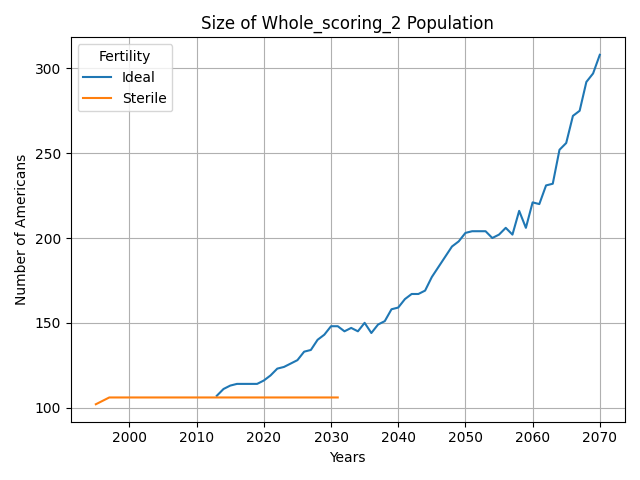 Size of Whole_scoring_2 Population
Fertility
Ideal
Sterile
Number of Americans
300
250
200
150
100
2000 2010 2020 2030 2040 2050 2060 2070
Years